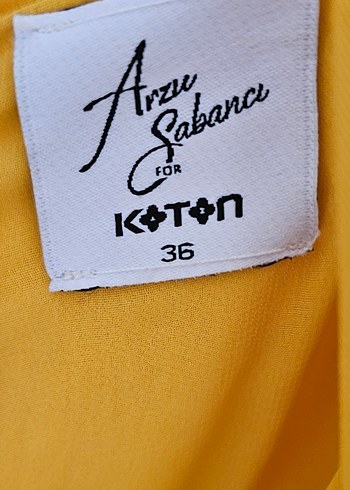 Arzu
Sabancı
FOR
KOTON
36